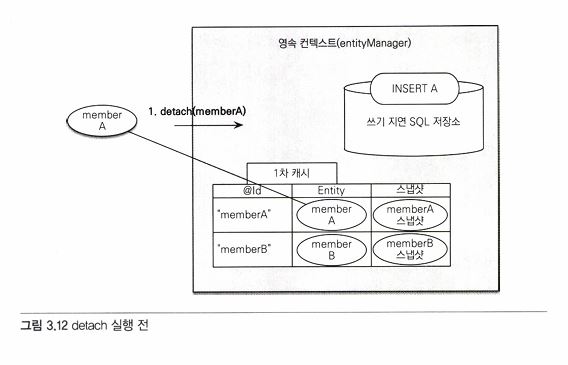 영속 컨텍스트(entityManager)
INSERT A
쓰기 지연 SQL 저장소
member
A
1. detach(memberA)
1차 캐시
@Id Entity 스냅샷
"memberA" member
A memberA
스냅샷
"memberB" member
B memberB
스냅샷
그림 3.12 detach 실행 전